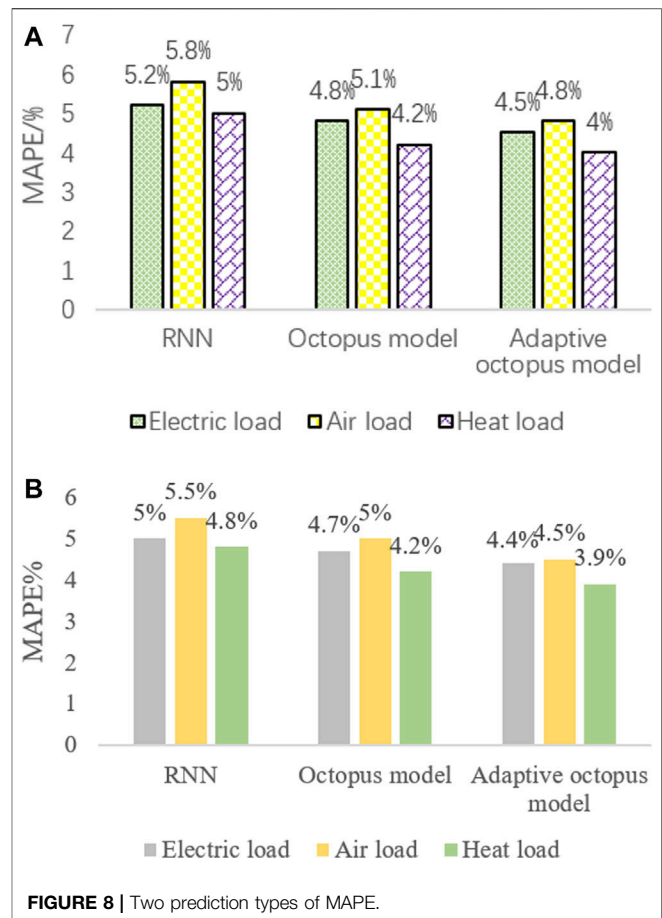 A
MAPE/%
7
6
5
4
3
2
1
0
5.2%
5.8%
5%
4.8%
5.1%
4.2%
4.5%
4.8%
4%
RNN
Octopus model
Adaptive
octopus model
Electric load
Air load
Heat load
B
MAPE%
6
5
4
3
2
1
0
5%
5.5%
4.8%
4.7%
5%
4.2%
4.4%
4.5%
3.9%
RNN
Octopus model
Adaptive octopus
model
Electric load
Air load
Heat load
FIGURE 8 | Two prediction types of MAPE.